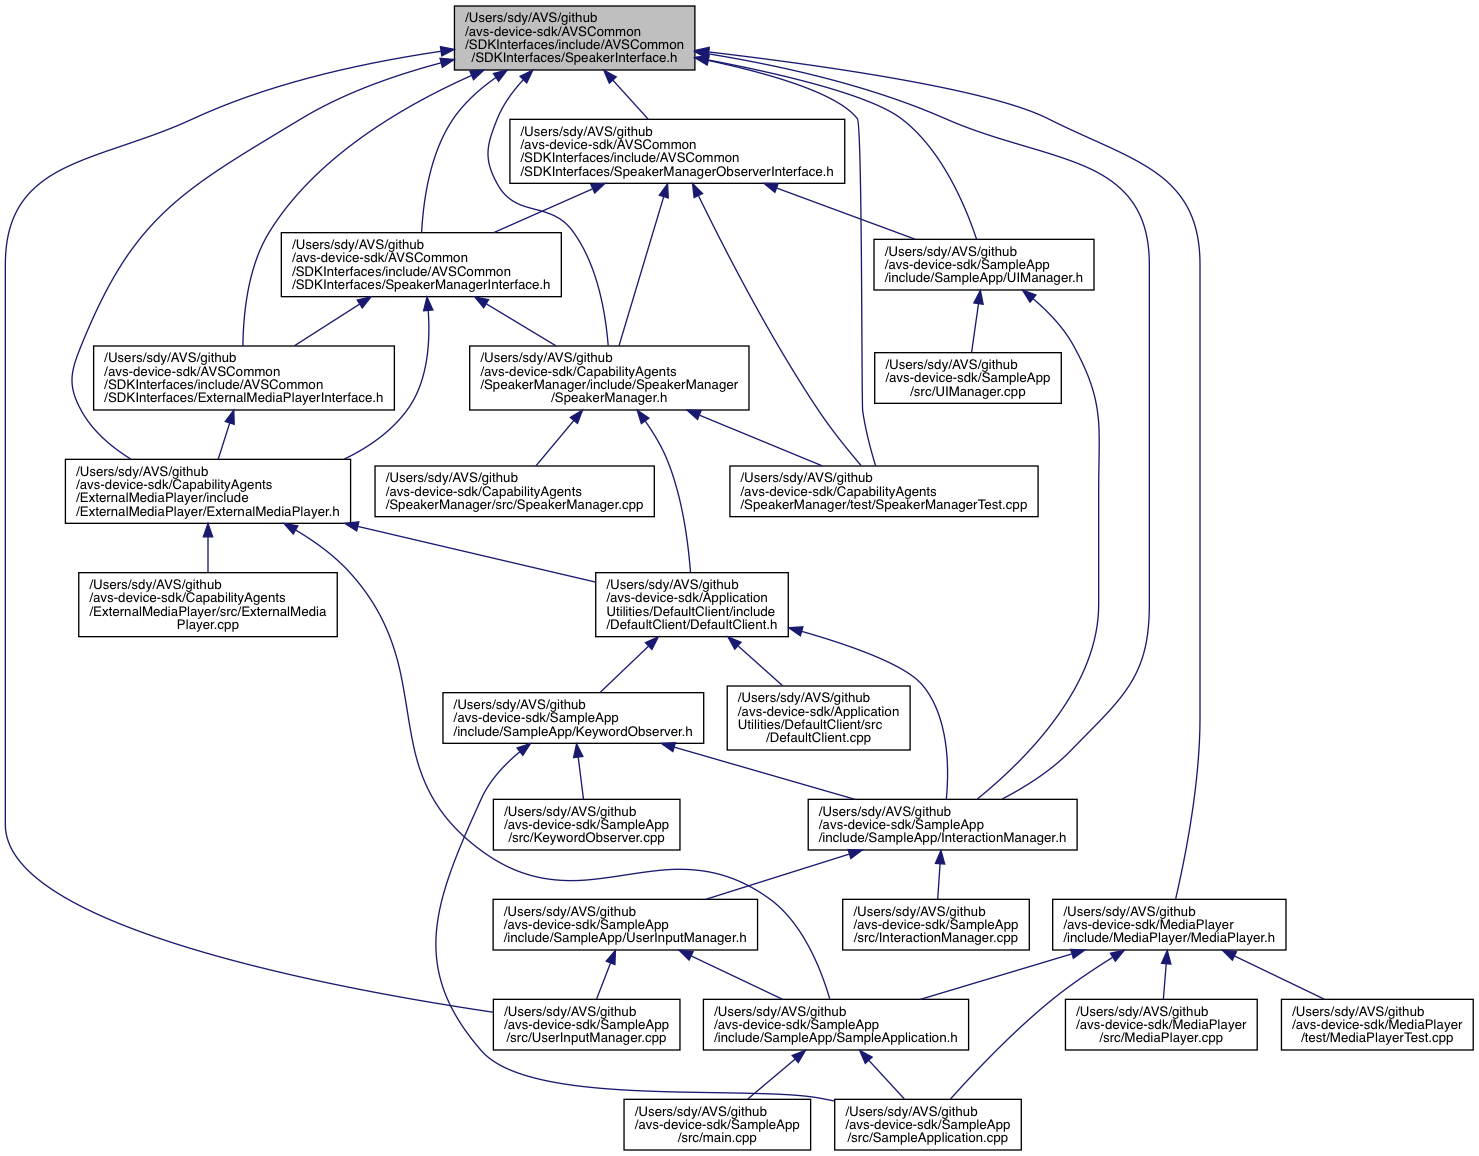 /Users/sdy/AVS/github
/avs-device-sdk/AVSCommon
/SDKInterfaces/include/AVSCommon
/SDKInterfaces/SpeakerInterface.h
/Users/sdy/AVS/github
/avs-device-sdk/AVSCommon
/SDKInterfaces/include/AVSCommon
/SDKInterfaces/SpeakerManagerObserverInterface.h
/Users/sdy/AVS/github
/avs-device-sdk/AVSCommon
/SDKInterfaces/include/AVSCommon
/SDKInterfaces/SpeakerManagerInterface.h
/Users/sdy/AVS/github
/avs-device-sdk/SampleApp
/include/SampleApp/UIManager.h
/Users/sdy/AVS/github
/avs-device-sdk/AVSCommon
/SDKInterfaces/include/AVSCommon
/SDKInterfaces/ExternalMediaPlayerInterface.h
/Users/sdy/AVS/github
/avs-device-sdk/CapabilityAgents
/SpeakerManager/include/SpeakerManager
/SpeakerManager.h
/Users/sdy/AVS/github
/avs-device-sdk/SampleApp
/src/UIManager.cpp
/Users/sdy/AVS/github
/avs-device-sdk/CapabilityAgents
/ExternalMediaPlayer/include
/ExternalMediaPlayer/ExternalMediaPlayer.h
/Users/sdy/AVS/github
/avs-device-sdk/CapabilityAgents
/SpeakerManager/src/SpeakerManager.cpp
/Users/sdy/AVS/github
/avs-device-sdk/CapabilityAgents
/SpeakerManager/test/SpeakerManagerTest.cpp
/Users/sdy/AVS/github
/avs-device-sdk/CapabilityAgents
/ExternalMediaPlayer/src/ExternalMedia
Player.cpp
/Users/sdy/AVS/github
/avs-device-sdk/Application
Utilities/DefaultClient/include
/DefaultClient/DefaultClient.h
/Users/sdy/AVS/github
/avs-device-sdk/SampleApp
/include/SampleApp/KeywordObserver.h
/Users/sdy/AVS/github
/avs-device-sdk/Application
Utilities/DefaultClient/src
/DefaultClient.cpp
/Users/sdy/AVS/github
/avs-device-sdk/SampleApp
/src/KeywordObserver.cpp
/Users/sdy/AVS/github
/avs-device-sdk/SampleApp
/include/SampleApp/InteractionManager.h
/Users/sdy/AVS/github
/avs-device-sdk/SampleApp
/include/SampleApp/UserInputManager.h
/Users/sdy/AVS/github
/avs-device-sdk/SampleApp
/src/InteractionManager.cpp
/Users/sdy/AVS/github
/avs-device-sdk/MediaPlayer
/include/MediaPlayer/MediaPlayer.h
/Users/sdy/AVS/github
/avs-device-sdk/SampleApp
/src/UserInputManager.cpp
/Users/sdy/AVS/github
/avs-device-sdk/SampleApp
/include/SampleApp/SampleApplication.h
/Users/sdy/AVS/github
/avs-device-sdk/MediaPlayer
/src/MediaPlayer.cpp
/Users/sdy/AVS/github
/avs-device-sdk/MediaPlayer
/test/MediaPlayerTest.cpp
/Users/sdy/AVS/github
/avs-device-sdk/SampleApp
/src/main.cpp
/Users/sdy/AVS/github
/avs-device-sdk/SampleApp
/src/SampleApplication.cpp